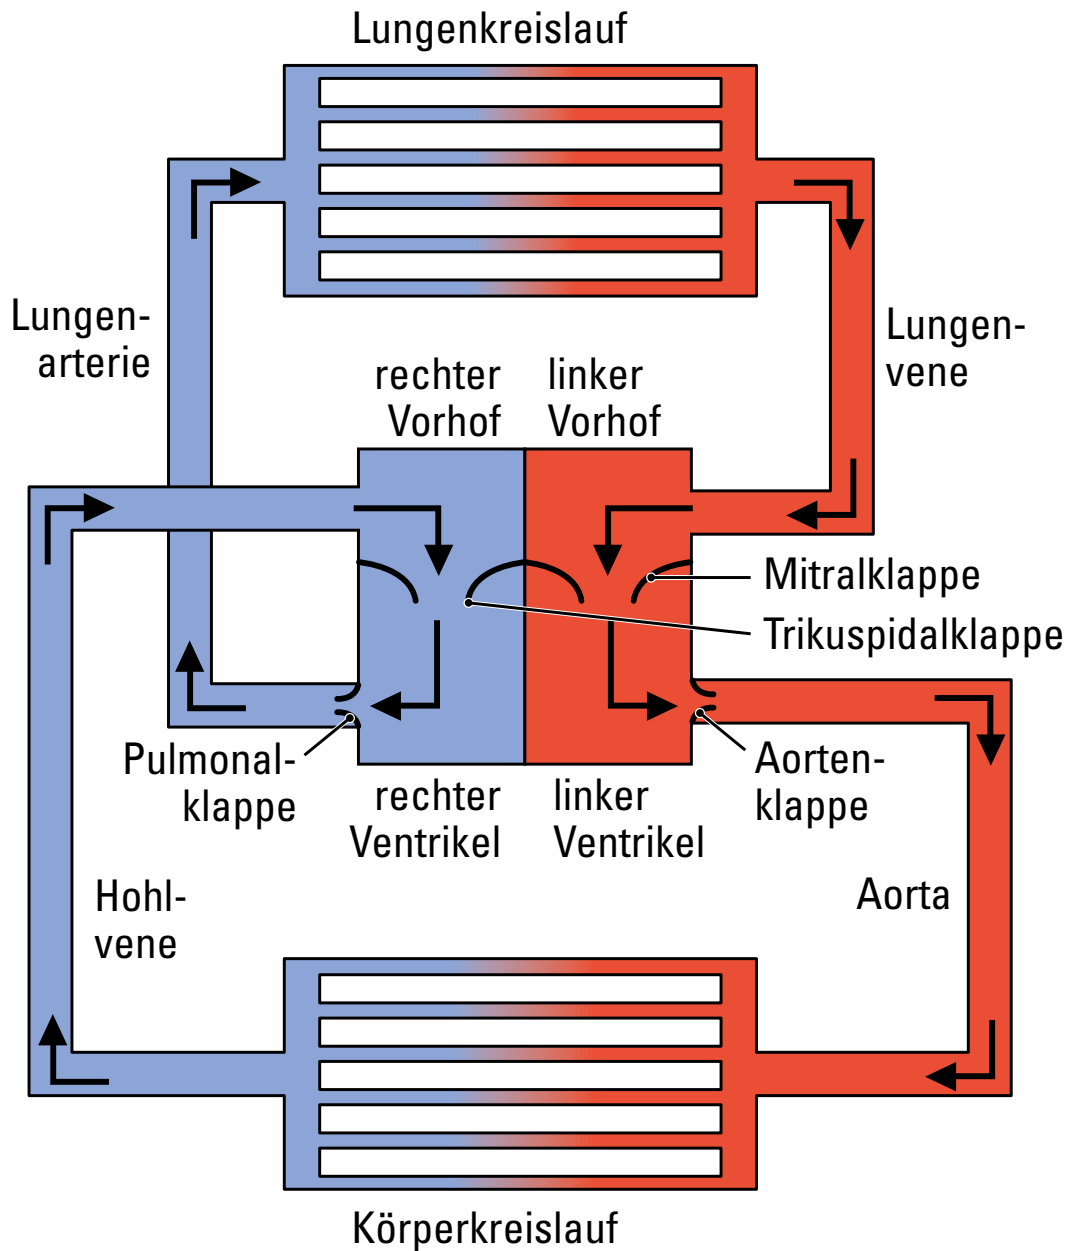 Lungenkreislauf
Lungen-
arterie
Lungen-
vene
rechter
Vorhof
linker
Vorhof
Mitralklappe
Trikuspidalklappe
Pulmonal-
klappe
rechter
Ventrikel
linker
Ventrikel
Aorten-
klappe
Hohl-
vene
Aorta
Körperkreislauf